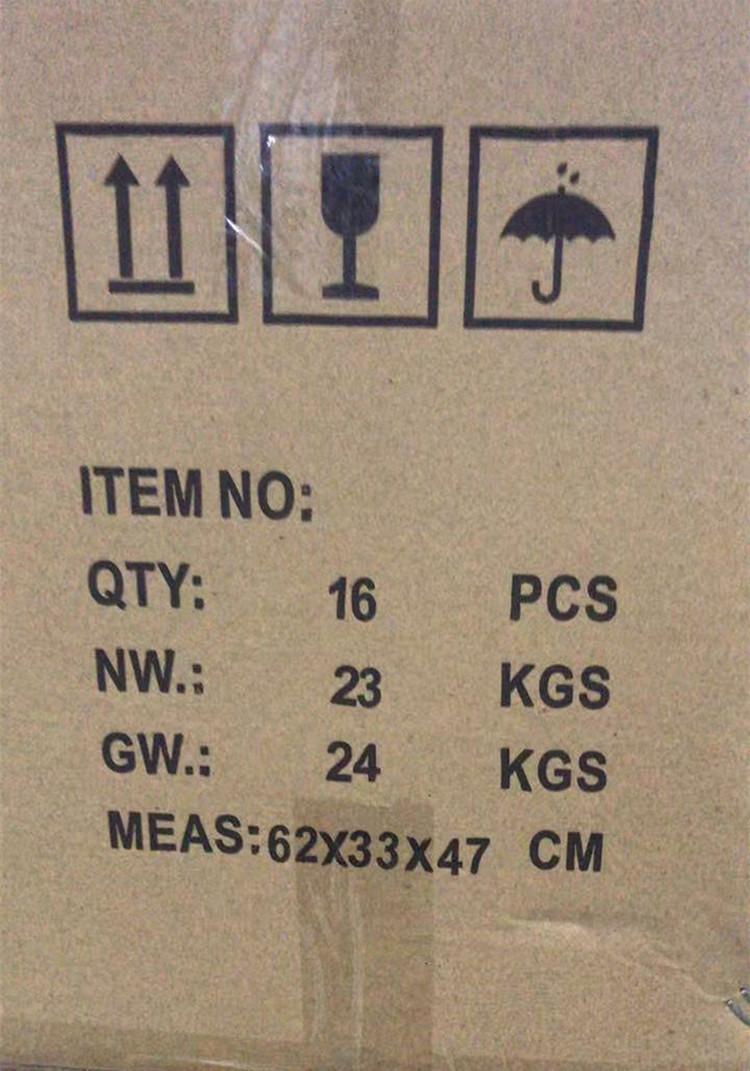 ITEM NO:
QTY: 16 PCS
NW.: 23 KGS
GW.: 24 KGS
MEAS:62X33X47 CM